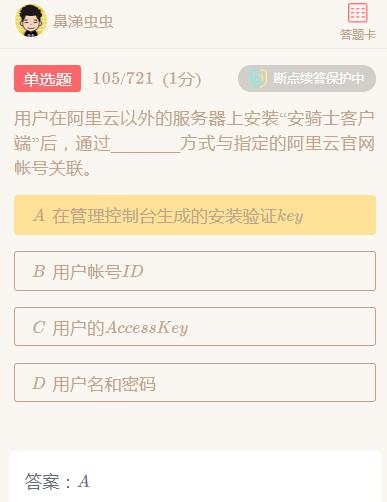 鼻涕虫虫
答题卡
单选题 105/721 (1分) 断点续答保护中
用户在阿里云以外的服务器上安装“安骑士客户
端”后，通过________方式与指定的阿里云官网
帐号关联。
A 在管理控制台生成的安装验证key
B 用户帐号ID
C 用户的AccessKey
D 用户名和密码
答案：A